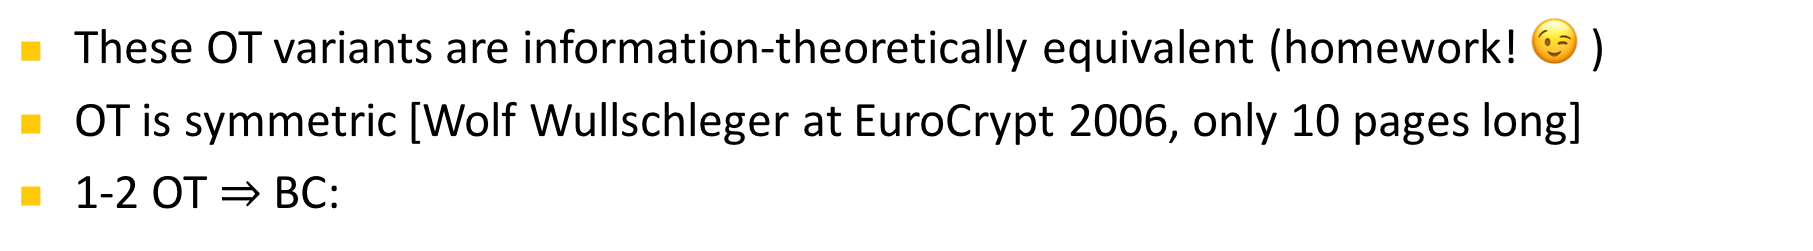 These OT variants are information-theoretically equivalent (homework! 😉 )
OT is symmetric [Wolf Wullschleger at EuroCrypt 2006, only 10 pages long]
1-2 OT ⇒ BC: